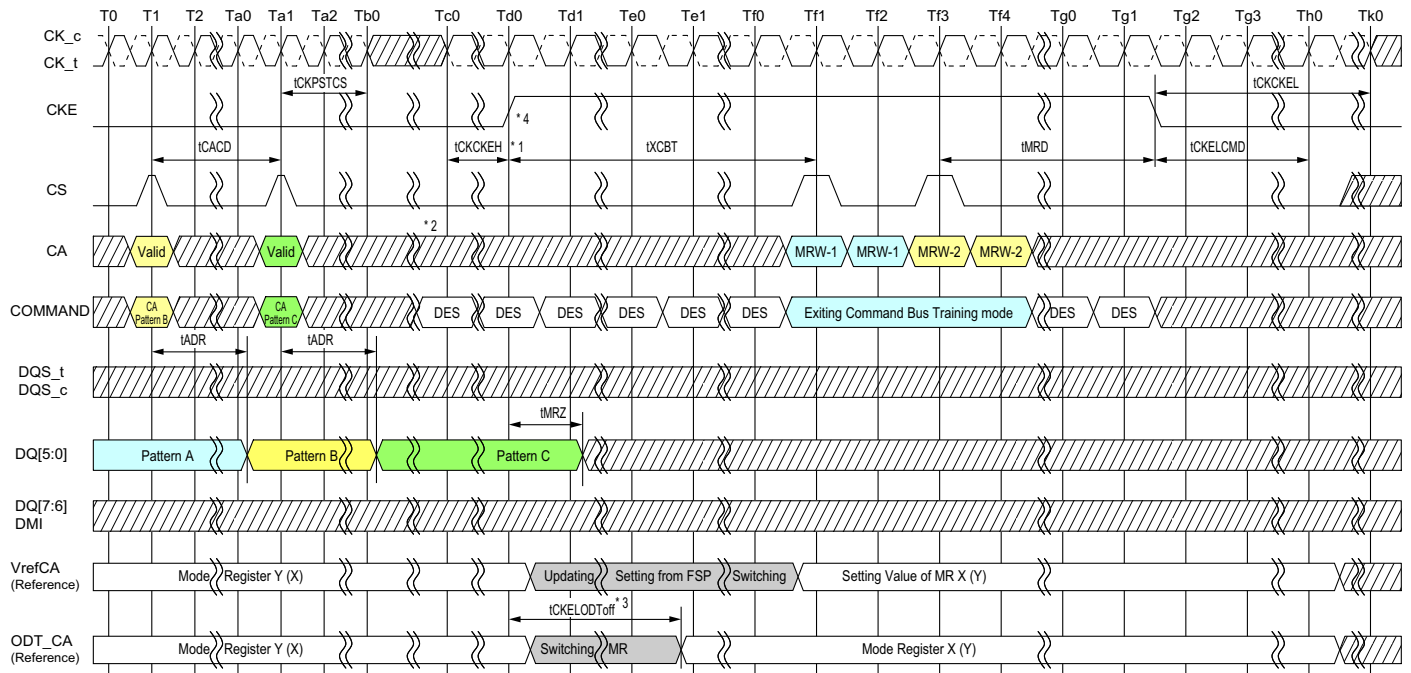 T0 T1 T2 Ta0 Ta1 Ta2 Tb0 Tc0 Td0 Td1 Te0 Te1 Tf0 Tf1 Tf2 Tf3 Tf4 Tg0 Tg1 Tg2 Tg3 Th0 Tk0
CK_c
CK_t
tCKPSTCS tCKCKEL
CKE
* 4
tCACD tCKCKEH * 1 tXCBT tMRD tCKELCMD
CS
* 2
CA Valid Valid MRW-1 MRW-1 MRW-2 MRW-2
COMMAND CA Pattern B CA Pattern C DES DES DES DES DES DES Exiting Command Bus Training mode DES DES
tADR tADR
DQS_t
DQS_c
tMRZ
DQ[5:0] Pattern A Pattern B Pattern C
DQ[7:6]
DMI
VrefCA
(Reference)
Mode Register Y (X) Updating Setting from FSP Switching Setting Value of MR X (Y)
tCKELODToff * 3
ODT_CA
(Reference)
Mode Register Y (X) Switching MR Mode Register X (Y)